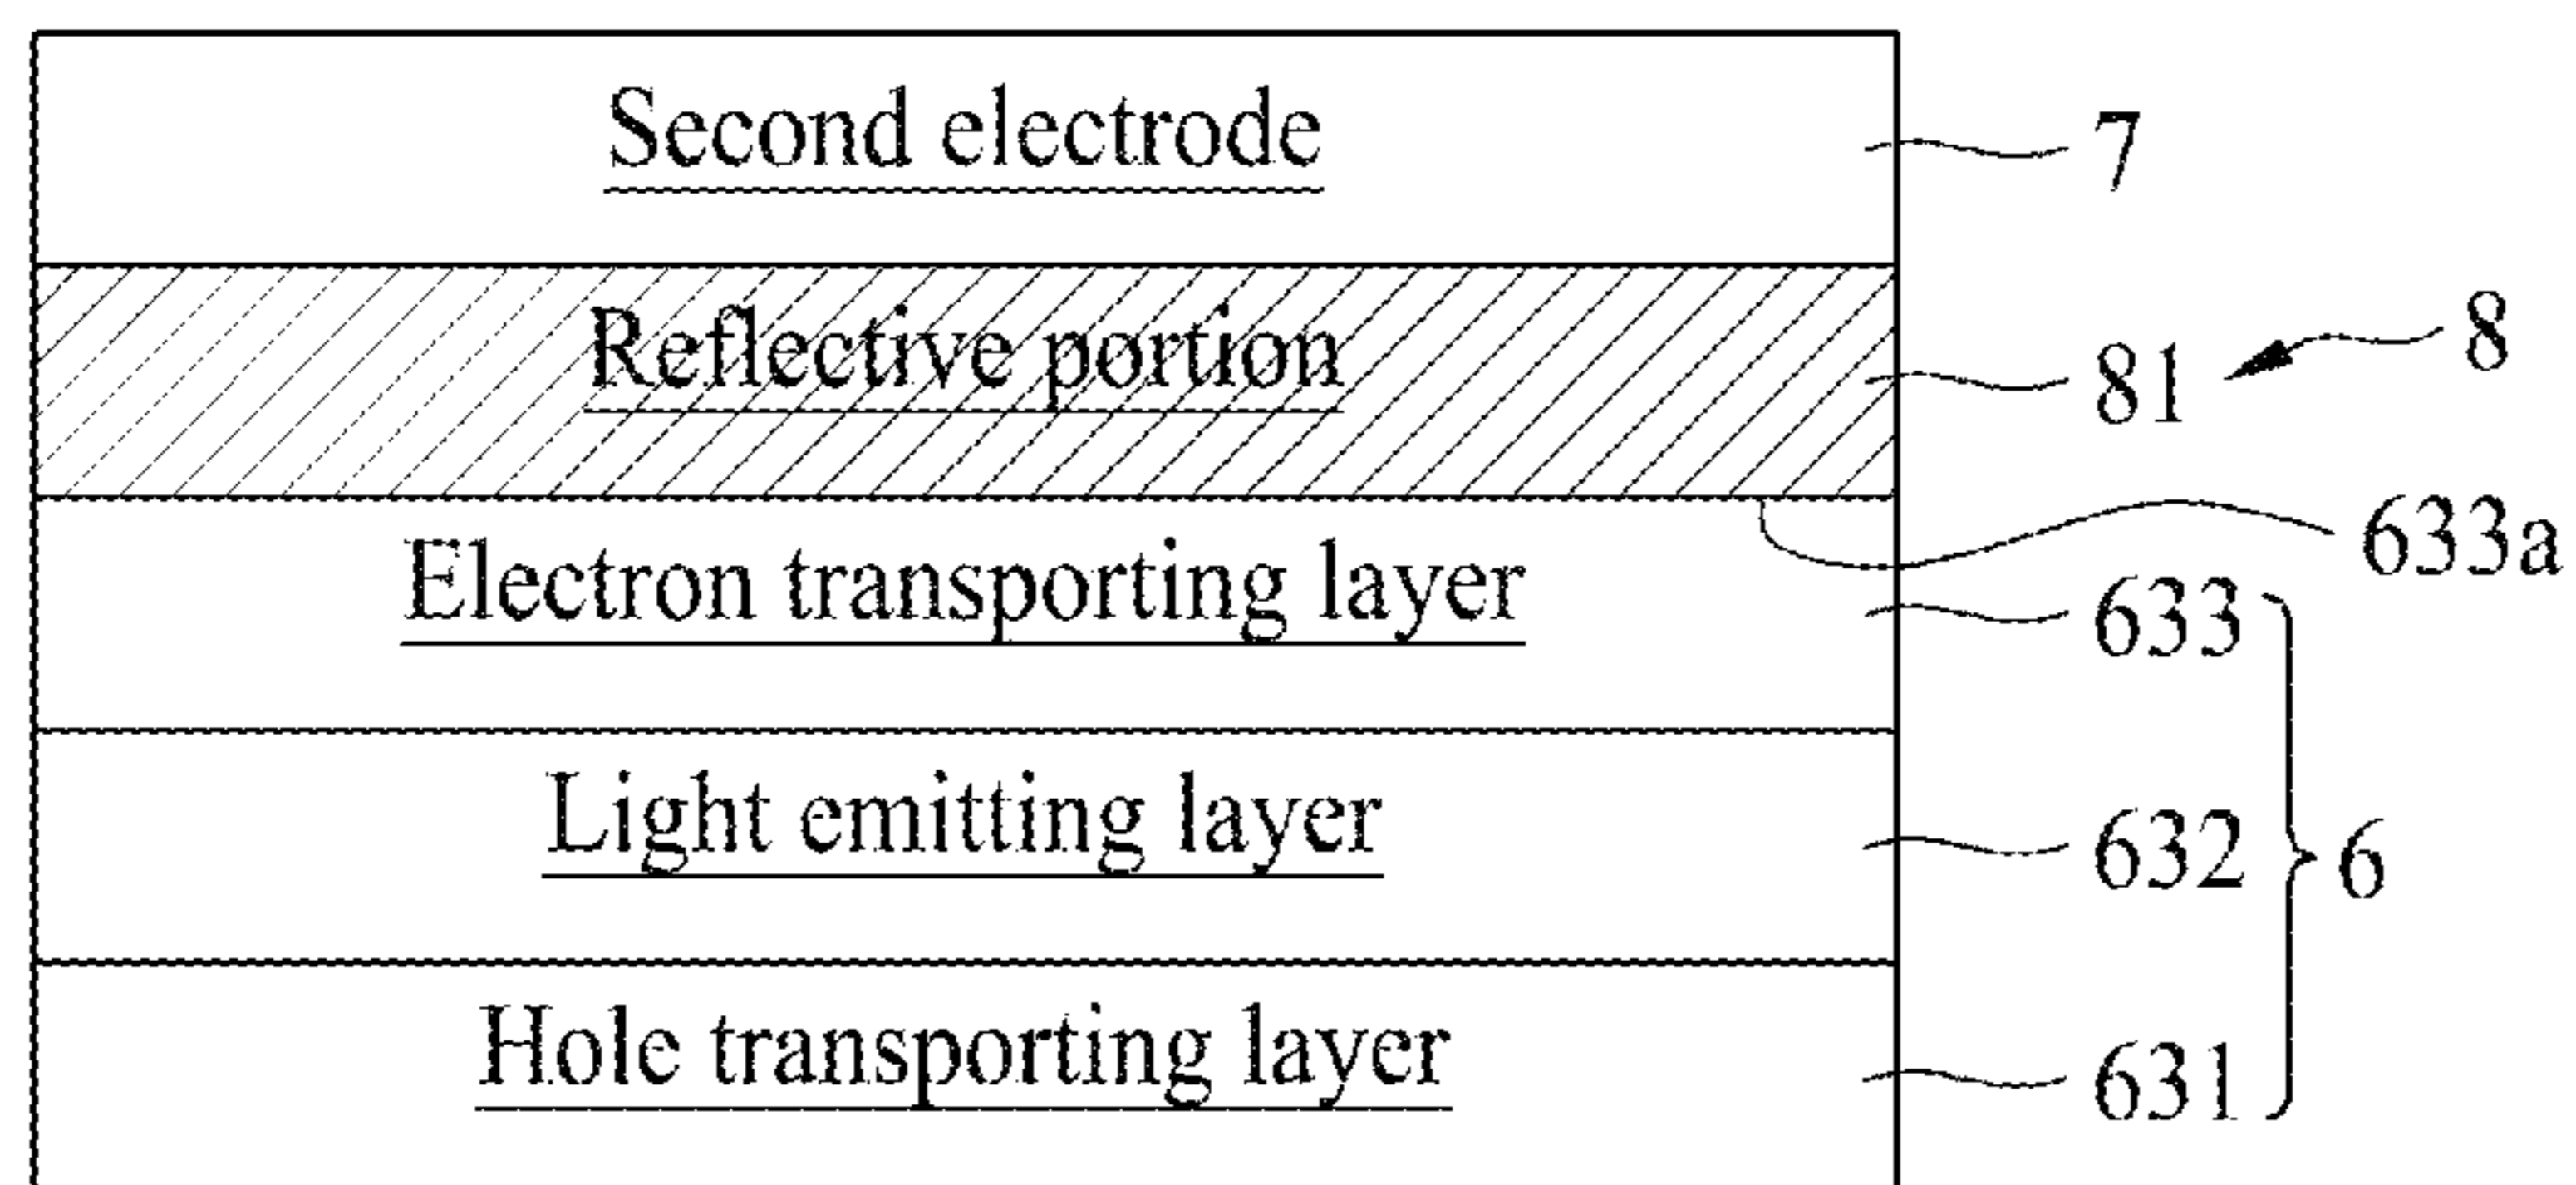 Second electrode 7
Reflective portion 81 8
633a
Electron transporting layer 633
Light emitting layer 632 6
Hole transporting layer 631